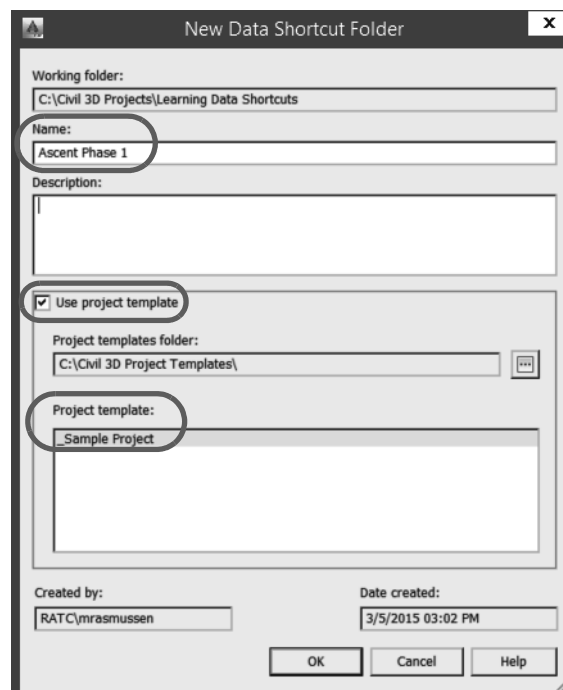 New Data Shortcut Folder
X
Working folder:
C:\Civil 3D Projects\Learning Data Shortcuts
Name:
Ascent Phase 1
Description:
Use project template
Project templates folder:
C:\Civil 3D Project Templates\
...
Project template:
_Sample Project
Created by:
Date created:
RATC\mrasmussen
3/5/2015 03:02 PM
OK
Cancel
Help